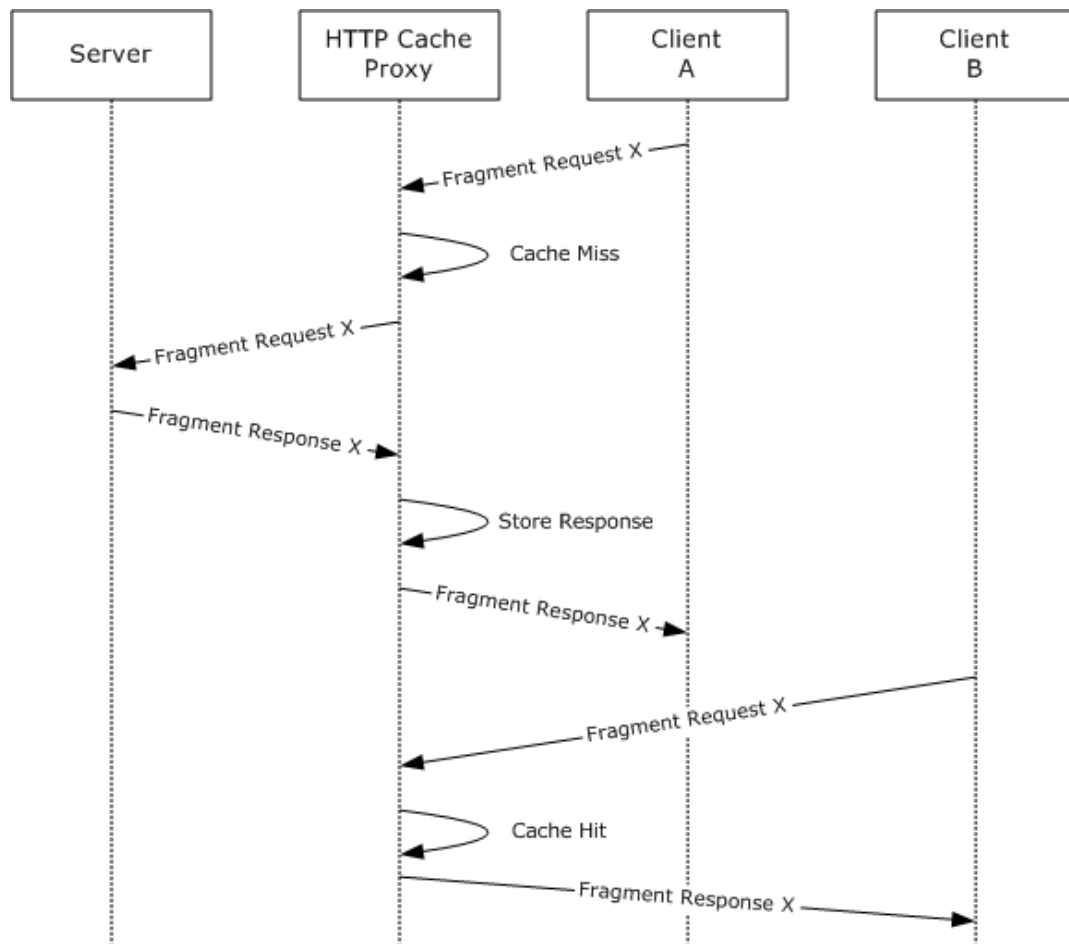 Server
HTTP Cache
Proxy
Client
A
Client
B
Fragment Request X
Cache Miss
Fragment Request X
Fragment Response X
Store Response
Fragment Response X
Fragment Request X
Cache Hit
Fragment Response X